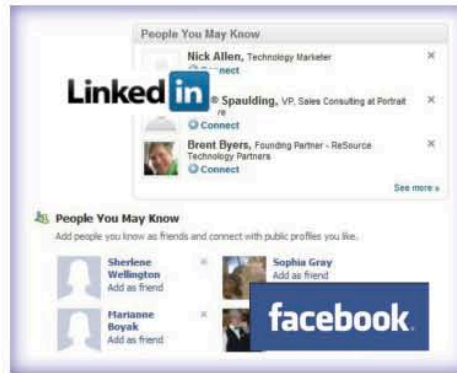 People You May Know
Nick Allen, Technology Marketer
Connect
Linked in
® Spaulding, VP, Sales Consulting at Portrait
Connect
Brent Byers, Founding Partner - ReSource
Technology Partners
Connect
See more »
People You May Know
Add people you know as friends and connect with public profiles you like.
Sherlene
Wellington
Add as friend
Sophia Gray
Add as friend
Marianne
Boyak
Add as friend
facebook